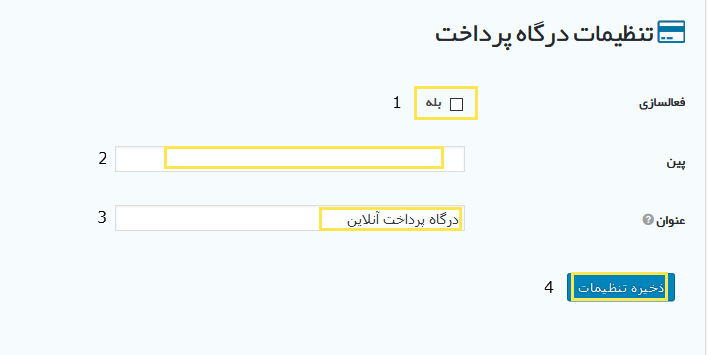 تنظیمات درگاه پرداخت
فعالسازی بله 1
پین 2
عنوان ? درگاه پرداخت آنلاین 3
ذخیره تنظیمات 4